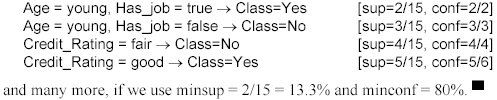 Age = young, Has_job = true → Class=Yes [sup=2/15, conf=2/2]
Age = young, Has_job = false → Class=No [sup=3/15, conf=3/3]
Credit_Rating = fair → Class=No [sup=4/15, conf=4/4]
Credit_Rating = good → Class=Yes [sup=5/15, conf=5/6]
and many more, if we use minsup = 2/15 = 13.3% and minconf = 80%. ■